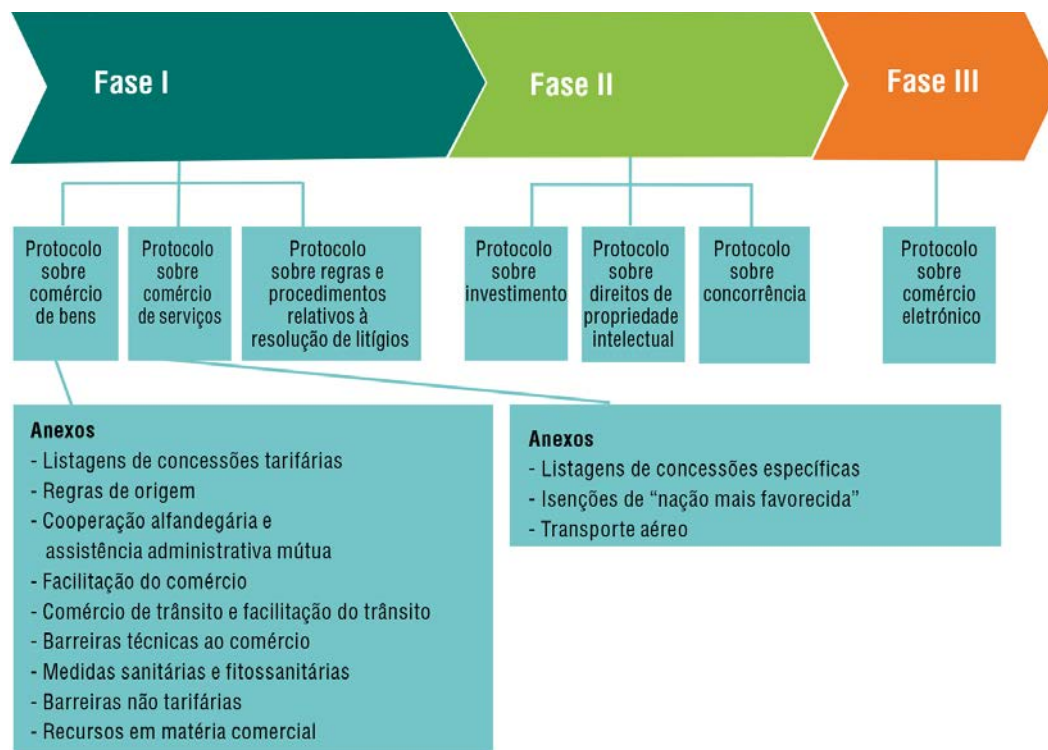 Fase I
Fase II
Fase III
Protocolo
sobre
comércio
de bens
Protocolo
sobre
comércio
de serviços
Protocolo
sobre regras e
procedimentos
relativos à
resolução de litígios
Protocolo
sobre
investimento
Protocolo
sobre
direitos de
propriedade
intelectual
Protocolo
sobre
concorrência
Protocolo
sobre
comércio
eletrónico
Anexos
- Listagens de concessões tarifárias
- Regras de origem
- Cooperação alfandegária e
assistência administrativa mútua
- Facilitação do comércio
- Comércio de trânsito e facilitação do trânsito
- Barreiras técnicas ao comércio
- Medidas sanitárias e fitossanitárias
- Barreiras não tarifárias
- Recursos em matéria comercial
Anexos
- Listagens de concessões específicas
- Isenções de “nação mais favorecida”
- Transporte aéreo